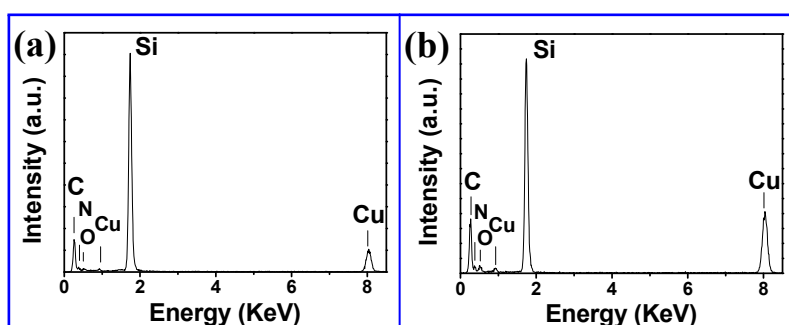 (a)
Si
C
N
O
Cu
Cu
Intensity (a.u.)
0 2 4 6 8
Energy (KeV)
(b)
Si
C
N
O
Cu
Cu
Intensity (a.u.)
0 2 4 6 8
Energy (KeV)